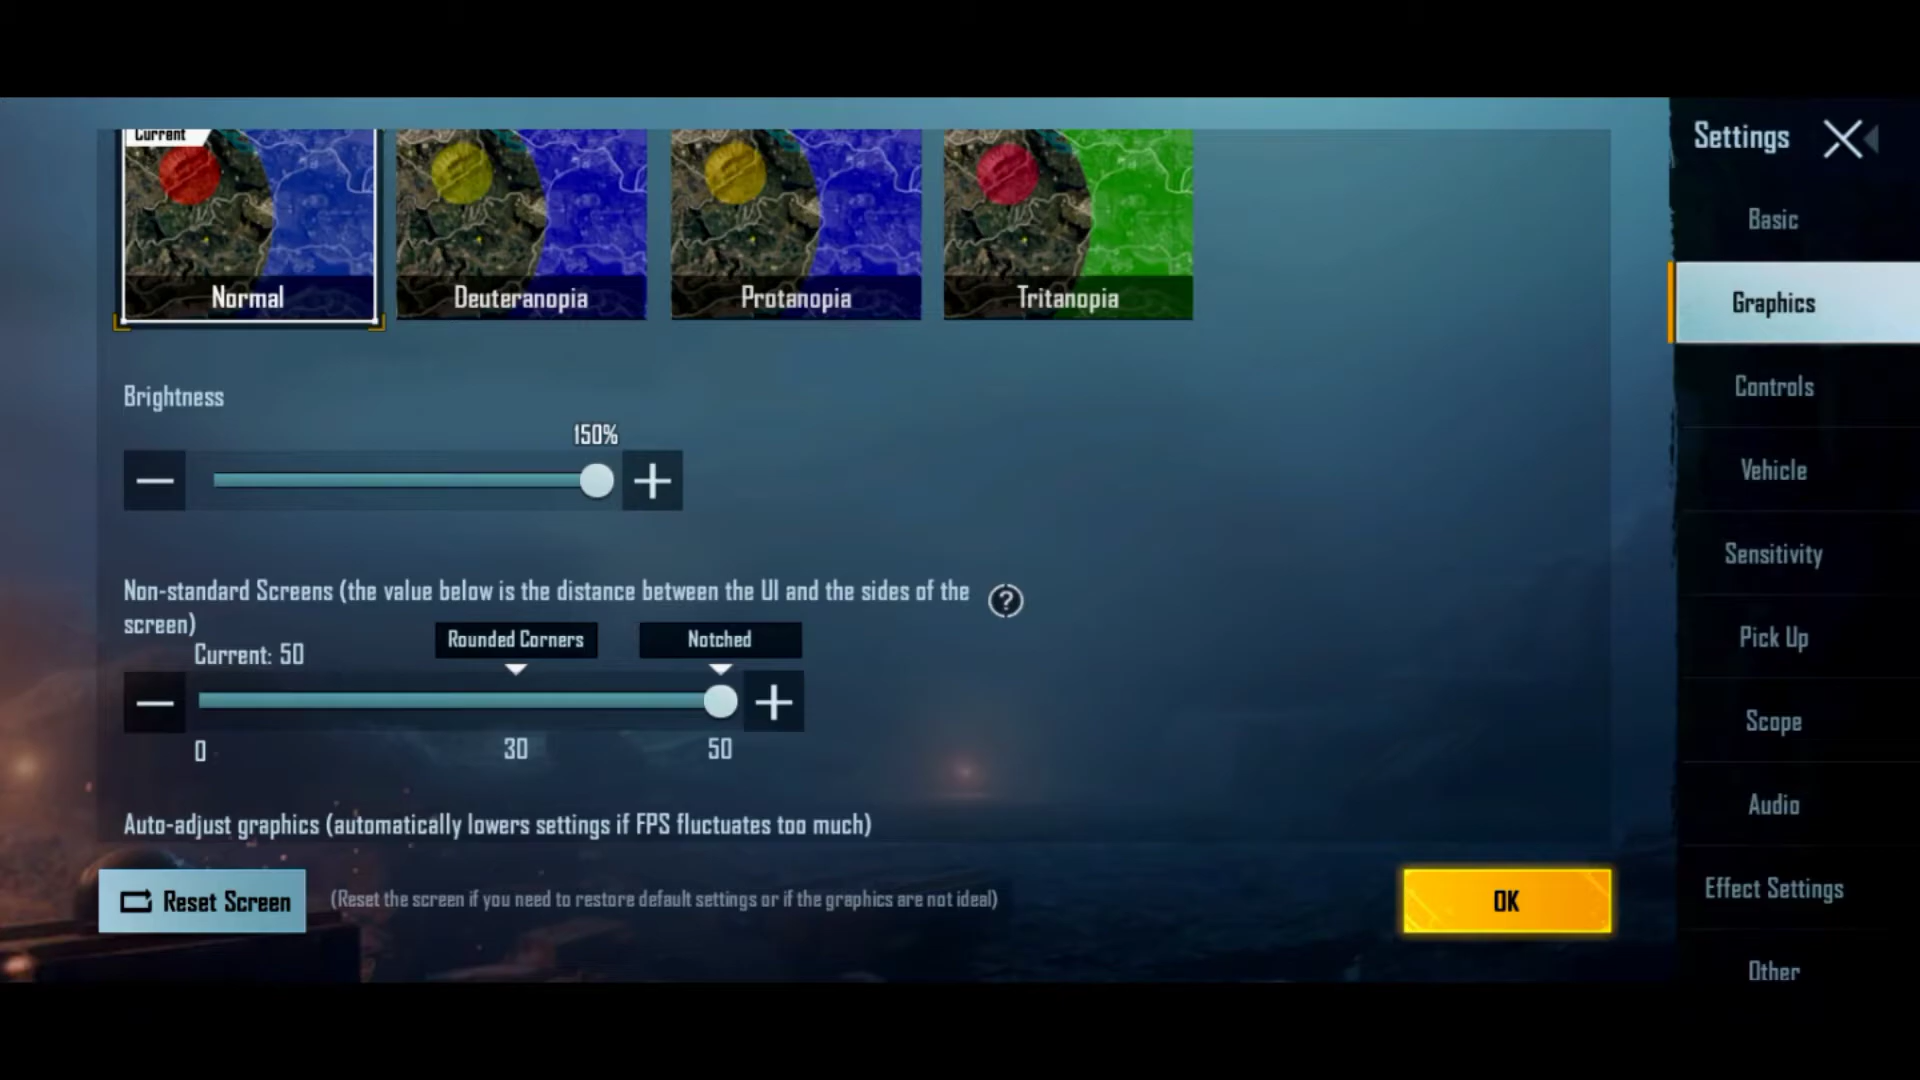 Settings
Current
Normal
Deuteranopia
Protanopia
Tritanopia
Brightness
150%
Non-standard Screens (the value below is the distance between the UI and the sides of the
screen)
Current: 50
Rounded Corners
Notched
0
30
50
Auto-adjust graphics (automatically lowers settings if FPS fluctuates too much)
Reset Screen
(Reset the screen if you need to restore default settings or if the graphics are not ideal)
OK
Basic
Graphics
Controls
Vehicle
Sensitivity
Pick Up
Scope
Audio
Effect Settings
Other